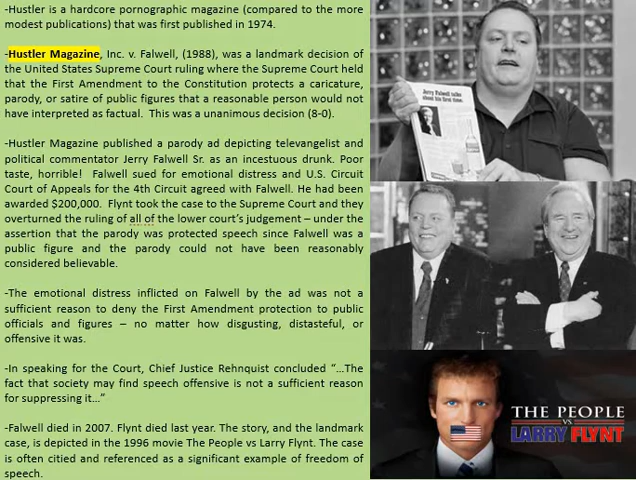 -Hustler is a hardcore pornographic magazine (compared to the more
modest publications) that was first published in 1974.
-Hustler Magazine, Inc. v. Falwell, (1988), was a landmark decision of
the United States Supreme Court ruling where the Supreme Court held
that the First Amendment to the Constitution protects a caricature,
parody, or satire of public figures that a reasonable person would not
have interpreted as factual.  This was a unanimous decision (8-0).
-Hustler Magazine published a parody ad depicting televangelist and
political commentator Jerry Falwell Sr. as an incestuous drunk. Poor
taste, horrible!  Falwell sued for emotional distress and U.S. Circuit
Court of Appeals for the 4th Circuit agreed with Falwell. He had been
awarded $200,000.  Flynt took the case to the Supreme Court and they
overturned the ruling of all of the lower court's judgement – under the
assertion that the parody was protected speech since Falwell was a
public figure and the parody could not have been reasonably
considered believable.
-The emotional distress inflicted on Falwell by the ad was not a
sufficient reason to deny the First Amendment protection to public
officials and figures – no matter how disgusting, distasteful, or
offensive it was.
-In speaking for the Court, Chief Justice Rehnquist concluded "...The
fact that society may find speech offensive is not a sufficient reason
for suppressing it..."
-Falwell died in 2007. Flynt died last year. The story, and the landmark
case, is depicted in the 1996 movie The People vs Larry Flynt. The case
is often citied and referenced as a significant example of freedom of
speech.
Jerry Falwell talks
about his first time.
THE PEOPLE
VS
LARRY FLYNT